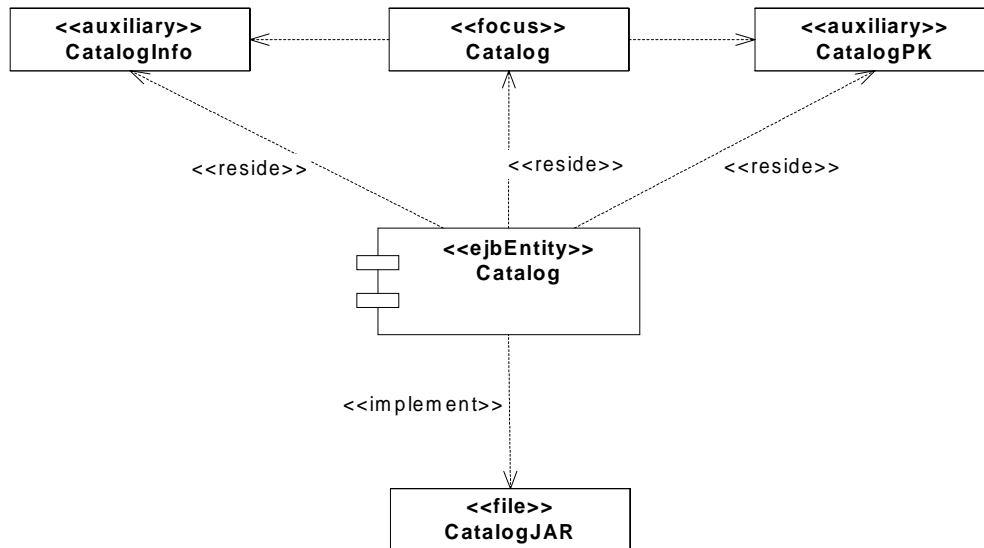 <<auxiliary>>
CatalogInfo
<<focus>>
Catalog
<<auxiliary>>
CatalogPK
<<reside>>
<<reside>>
<<reside>>
<<ejbEntity>>
Catalog
<<implement>>
<<file>>
CatalogJAR